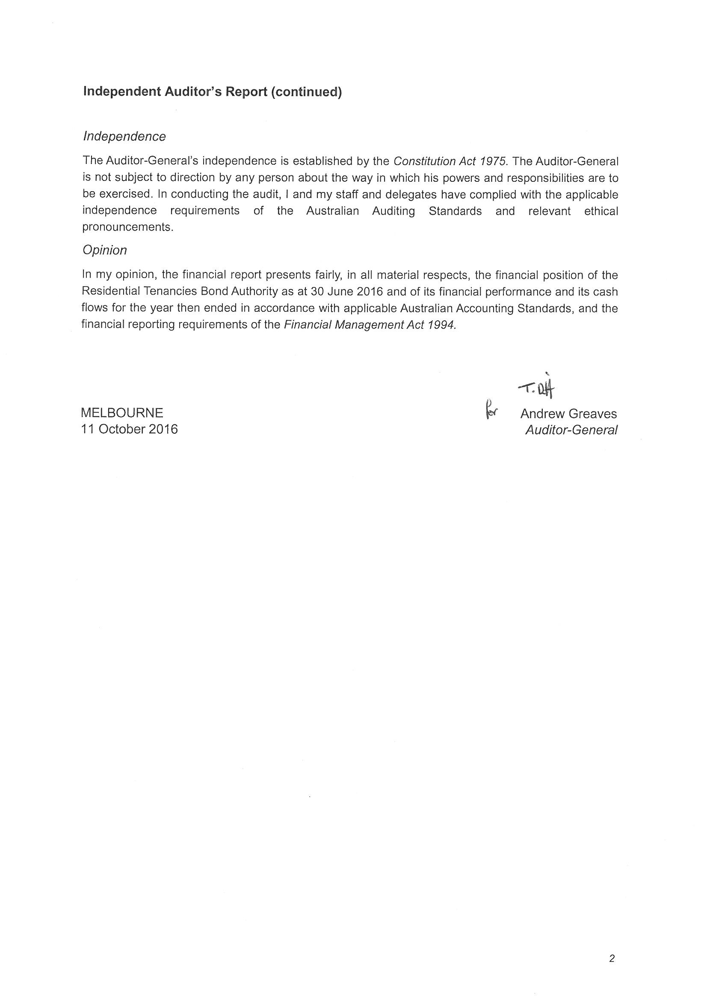 Independent Auditor's Report (continued)
Independence
The Auditor-General's independence is established by the Constitution Act 1975. The Auditor-General
is not subject to direction by any person about the way in which his powers and responsibilities are to
be exercised. In conducting the audit, I and my staff and delegates have complied with the applicable
independence requirements of the Australian Auditing Standards and relevant ethical
pronouncements.
Opinion
In my opinion, the financial report presents fairly, in all material respects, the financial position of the
Residential Tenancies Bond Authority as at 30 June 2016 and of its financial performance and its cash
flows for the year then ended in accordance with applicable Australian Accounting Standards, and the
financial reporting requirements of the Financial Management Act 1994.
MELBOURNE
11 October 2016
for Andrew Greaves
Auditor-General
2